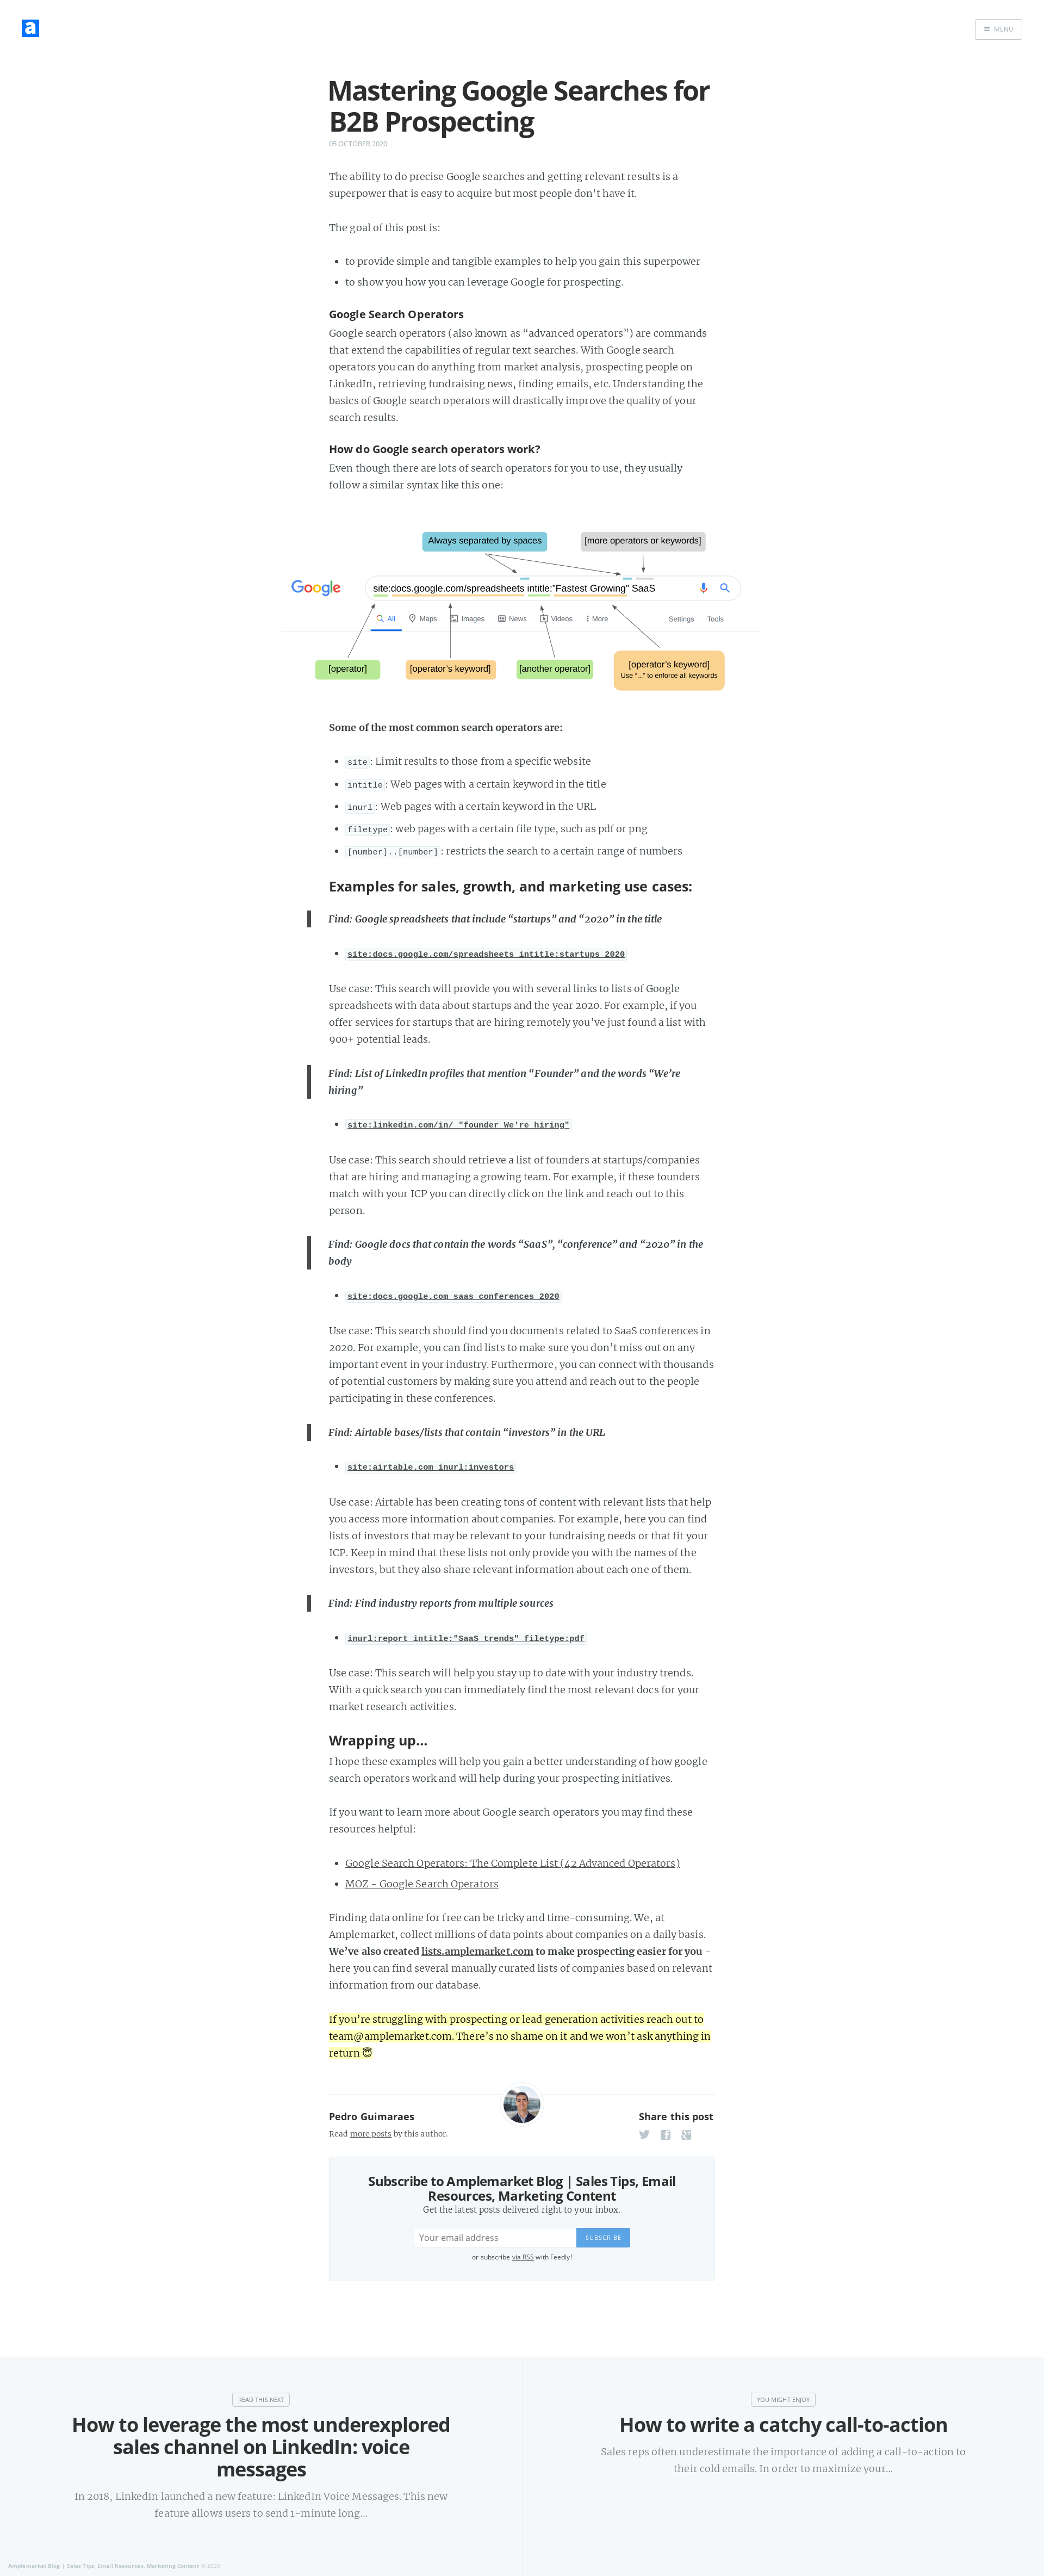 a
MENU
Mastering Google Searches for
B2B Prospecting
05 OCTOBER 2020
The ability to do precise Google searches and getting relevant results is a
superpower that is easy to acquire but most people don't have it.
The goal of this post is:
to provide simple and tangible examples to help you gain this superpower
to show you how you can leverage Google for prospecting.
Google Search Operators
Google search operators (also known as “advanced operators”) are commands
that extend the capabilities of regular text searches. With Google search
operators you can do anything from market analysis, prospecting people on
LinkedIn, retrieving fundraising news, finding emails, etc. Understanding the
basics of Google search operators will drastically improve the quality of your
search results.
How do Google search operators work?
Even though there are lots of search operators for you to use, they usually
follow a similar syntax like this one:
Always separated by spaces
[more operators or keywords]
Google
site:docs.google.com/spreadsheets intitle:"Fastest Growing" SaaS
All Maps Images News Videos More Settings Tools
[operator]
[operator's keyword]
[another operator]
[operator's keyword]
Use "..." to enforce all keywords
Some of the most common search operators are:
site: Limit results to those from a specific website
intitle: Web pages with a certain keyword in the title
inurl: Web pages with a certain keyword in the URL
filetype: web pages with a certain file type, such as pdf or png
[number]..[number]: restricts the search to a certain range of numbers
Examples for sales, growth, and marketing use cases:
Find: Google spreadsheets that include “startups” and “2020” in the title
site:docs.google.com/spreadsheets intitle:startups 2020
Use case: This search will provide you with several links to lists of Google
spreadsheets with data about startups and the year 2020. For example, if you
offer services for startups that are hiring remotely you’ve just found a list with
900+ potential leads.
Find: List of LinkedIn profiles that mention “Founder” and the words “We’re
hiring”
site:linkedin.com/in/ "founder We're hiring"
Use case: This search should retrieve a list of founders at startups/companies
that are hiring and managing a growing team. For example, if these founders
match with your ICP you can directly click on the link and reach out to this
person.
Find: Google docs that contain the words “SaaS”, “conference” and “2020” in the
body
site:docs.google.com saas conferences 2020
Use case: This search should find you documents related to SaaS conferences in
2020. For example, you can find lists to make sure you don’t miss out on any
important event in your industry. Furthermore, you can connect with thousands
of potential customers by making sure you attend and reach out to the people
participating in these conferences.
Find: Airtable bases/lists that contain “investors” in the URL
site:airtable.com inurl:investors
Use case: Airtable has been creating tons of content with relevant lists that help
you access more information about companies. For example, here you can find
lists of investors that may be relevant to your fundraising needs or that fit your
ICP. Keep in mind that these lists not only provide you with the names of the
investors, but they also share relevant information about each one of them.
Find: Find industry reports from multiple sources
inurl:report intitle:"SaaS trends" filetype:pdf
Use case: This search will help you stay up to date with your industry trends.
With a quick search you can immediately find the most relevant docs for your
market research activities.
Wrapping up...
I hope these examples will help you gain a better understanding of how google
search operators work and will help during your prospecting initiatives.
If you want to learn more about Google search operators you may find these
resources helpful:
Google Search Operators: The Complete List (42 Advanced Operators)
MOZ - Google Search Operators
Finding data online for free can be tricky and time-consuming. We, at
Amplemarket, collect millions of data points about companies on a daily basis.
We’ve also created lists.amplemarket.com to make prospecting easier for you -
here you can find several manually curated lists of companies based on relevant
information from our database.
If you’re struggling with prospecting or lead generation activities reach out to
team@amplemarket.com. There’s no shame on it and we won’t ask anything in
return 😇
Pedro Guimaraes
Read more posts by this author.
Share this post
Subscribe to Amplemarket Blog | Sales Tips, Email
Resources, Marketing Content
Get the latest posts delivered right to your inbox.
Your email address
SUBSCRIBE
or subscribe via RSS with Feedly!
READ THIS NEXT
How to leverage the most underexplored
sales channel on LinkedIn: voice
messages
In 2018, LinkedIn launched a new feature: LinkedIn Voice Messages. This new
feature allows users to send 1-minute long…
YOU MIGHT ENJOY
How to write a catchy call-to-action
Sales reps often underestimate the importance of adding a call-to-action to
their cold emails. In order to maximize your…
Amplemarket Blog | Sales Tips, Email Resources, Marketing Content © 2020